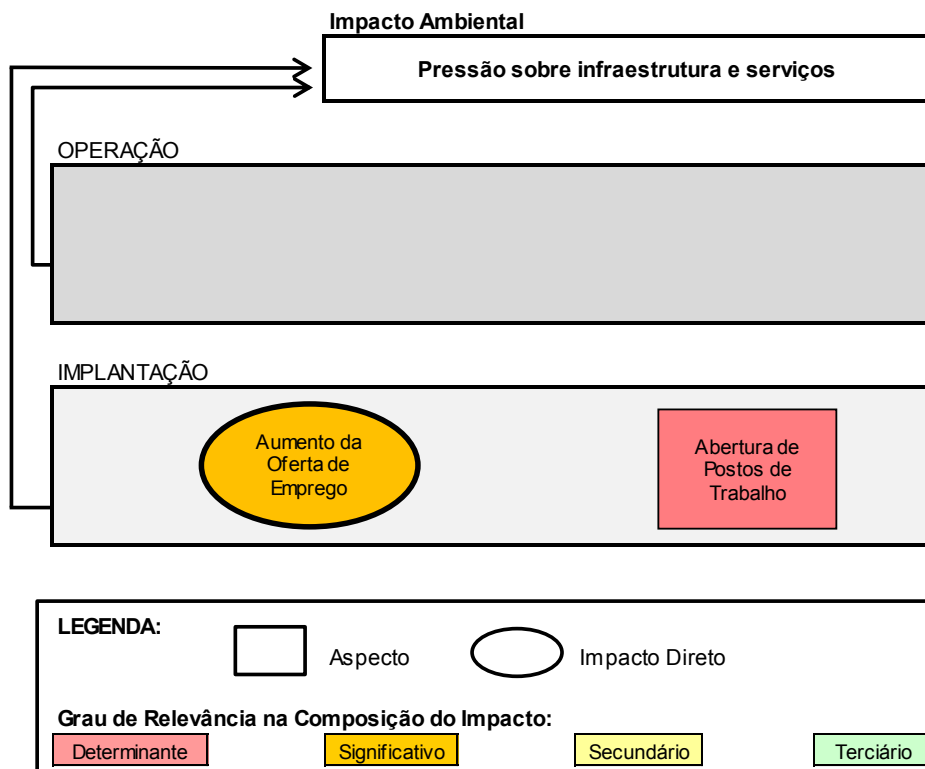 Impacto Ambiental
Pressão sobre infraestrutura e serviços
OPERAÇÃO
IMPLANTAÇÃO
Aumento da
Oferta de
Emprego
Abertura de
Postos de
Trabalho
LEGENDA:
Aspecto
Impacto Direto
Grau de Relevância na Composição do Impacto:
Determinante
Significativo
Secundário
Terciário